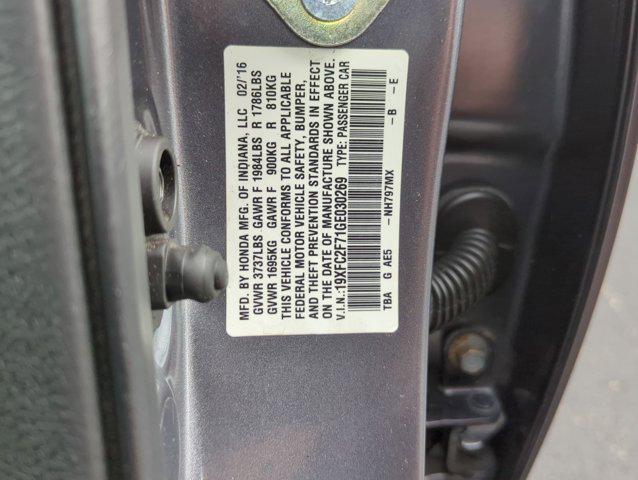 MFD. BY HONDA MFG. OF INDIANA, LLC 02/'16
GVWR 3737LBS GAWR F 1984LBS R 1786LBS
GVWR 1695KG GAWR F 900KG R 810KG
THIS VEHICLE CONFORMS TO ALL APPLICABLE
FEDERAL MOTOR VEHICLE SAFETY, BUMPER,
AND THEFT PREVENTION STANDARDS IN EFFECT
ON THE DATE OF MANUFACTURE SHOWN ABOVE.
V.I.N.: 19XFC2F71GE030269 TYPE: PASSENGER CAR
TBA G AE5 - NH797MX - B - E